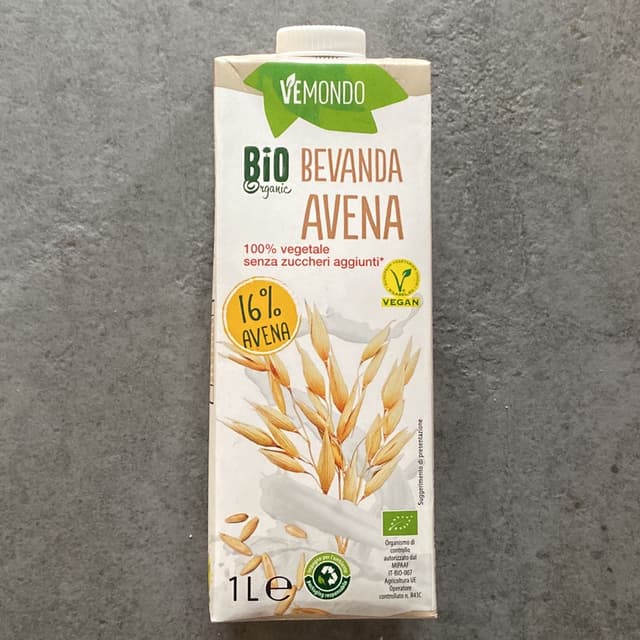 VEMONDO
BiO
Organic
BEVANDA
AVENA
100% vegetale
senza zuccheri aggiunti*
VEGAN
16%
AVENA
Suggerimento di presentazione
Organismo di
controllo
autorizzato dal
MIPAAF
IT-BIO-007
Agricoltura UE
Operatore
controllato n. B43C
1L e